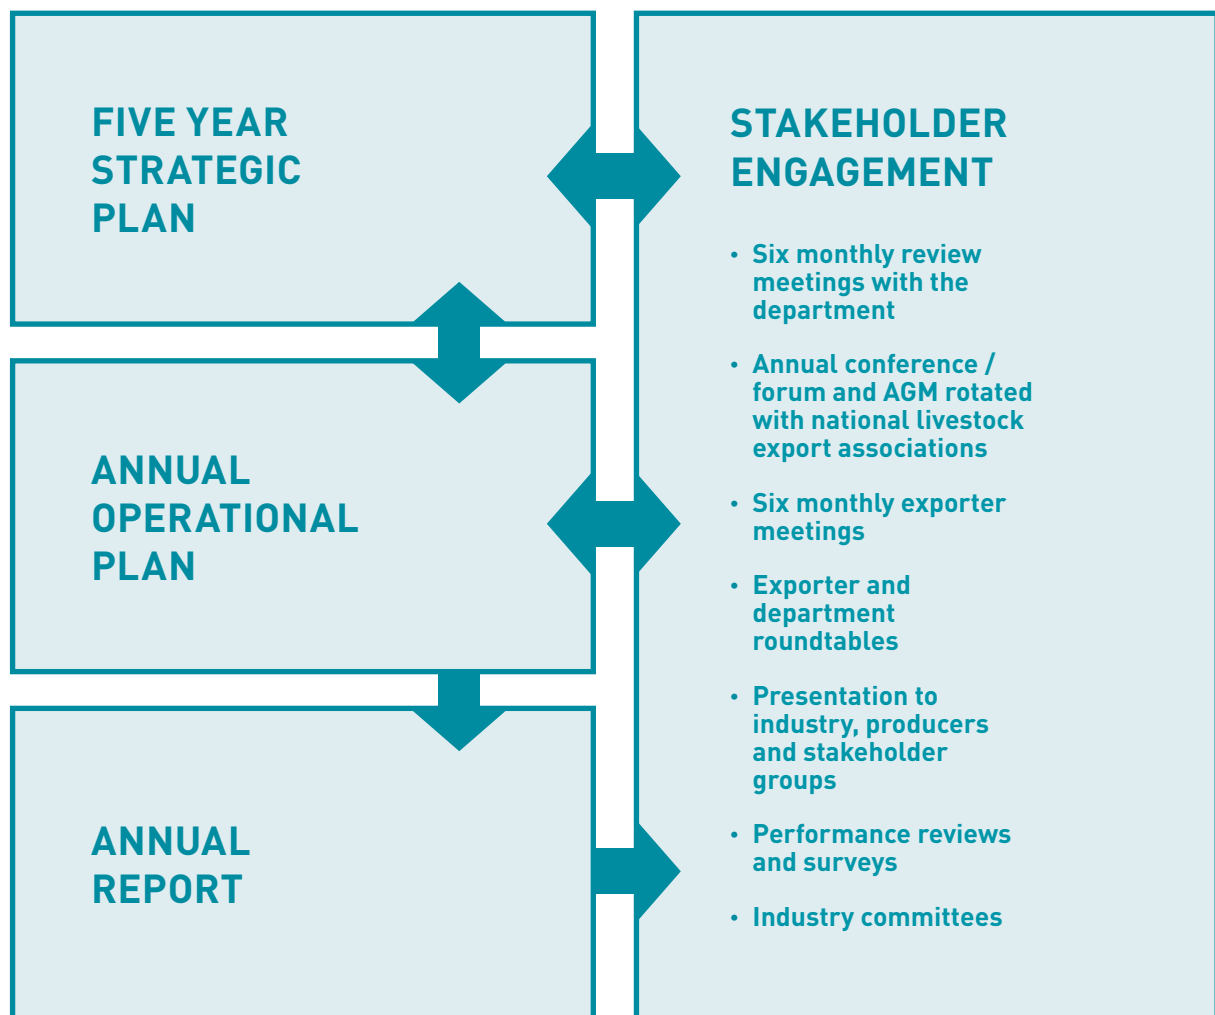 FIVE YEAR
STRATEGIC
PLAN
ANNUAL
OPERATIONAL
PLAN
ANNUAL
REPORT
STAKEHOLDER
ENGAGEMENT
• Six monthly review
meetings with the
department
• Annual conference /
forum and AGM rotated
with national livestock
export associations
• Six monthly exporter
meetings
• Exporter and
department
roundtables
• Presentation to
industry, producers
and stakeholder
groups
• Performance reviews
and surveys
• Industry committees